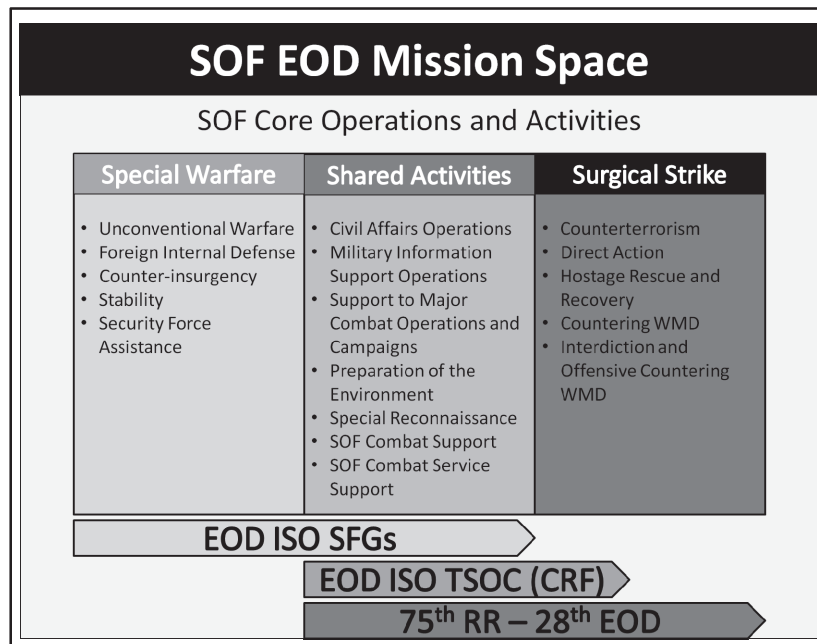 SOF EOD Mission Space
SOF Core Operations and Activities
Special Warfare
• Unconventional Warfare
• Foreign Internal Defense
• Counter-insurgency
• Stability
• Security Force
Assistance
Shared Activities
• Civil Affairs Operations
• Military Information
Support Operations
• Support to Major
Combat Operations and
Campaigns
• Preparation of the
Environment
• Special Reconnaissance
• SOF Combat Support
• SOF Combat Service
Support
Surgical Strike
• Counterterrorism
• Direct Action
• Hostage Rescue and
Recovery
• Countering WMD
• Interdiction and
Offensive Countering
WMD
EOD ISO SFGs
EOD ISO TSOC (CRF)
75th RR – 28th EOD